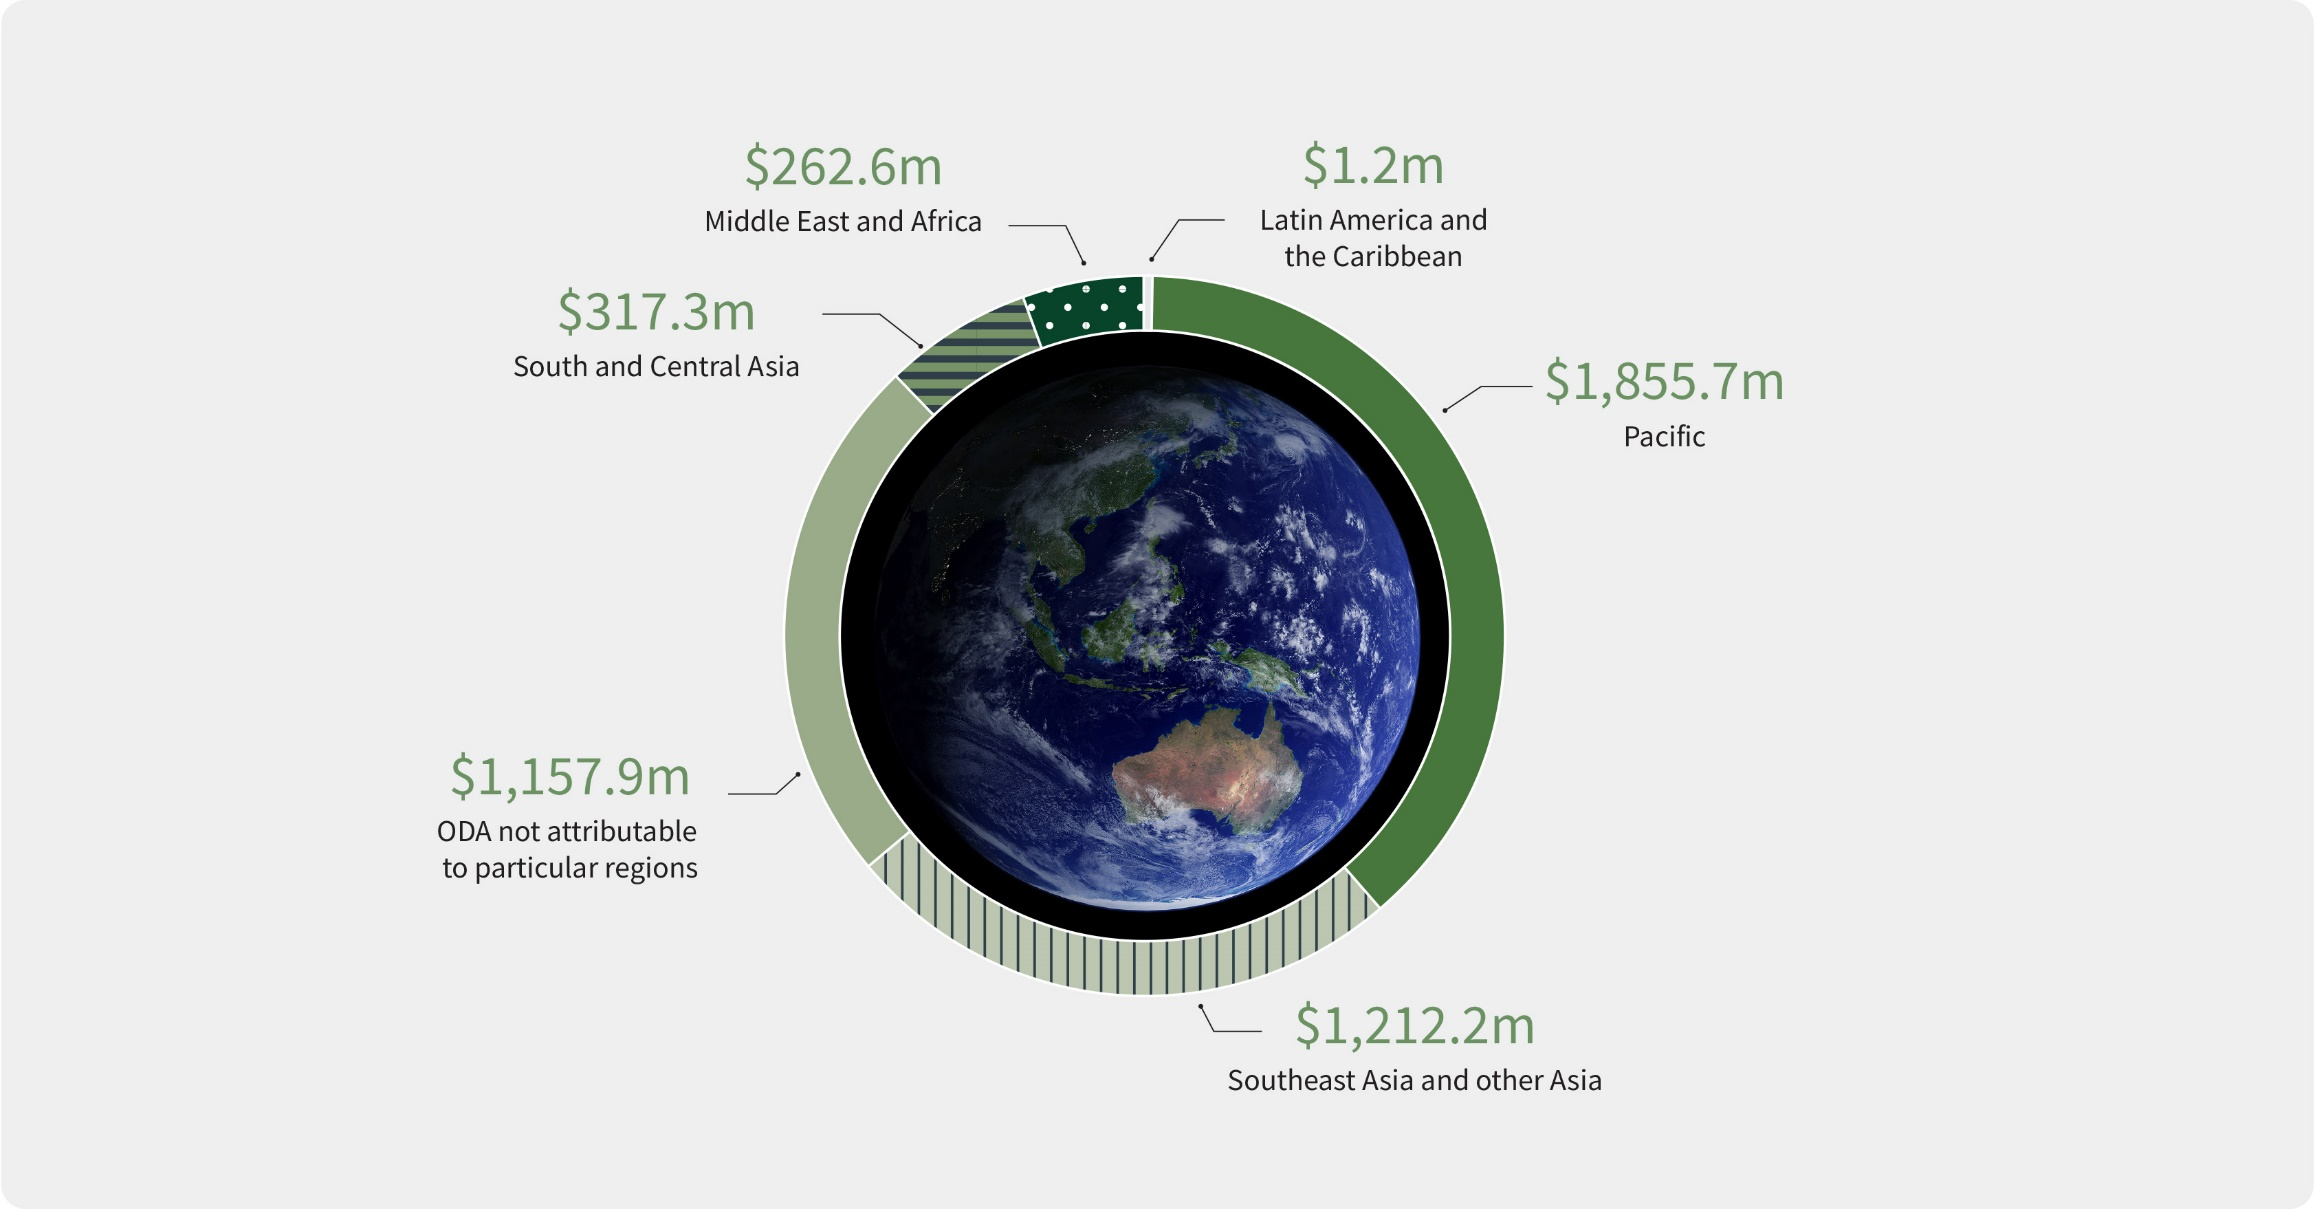 $262.6m
Middle East and Africa
$1.2m
Latin America and
the Caribbean
$317.3m
South and Central Asia
$1,855.7m
Pacific
$1,157.9m
ODA not attributable
to particular regions
$1,212.2m
Southeast Asia and other Asia